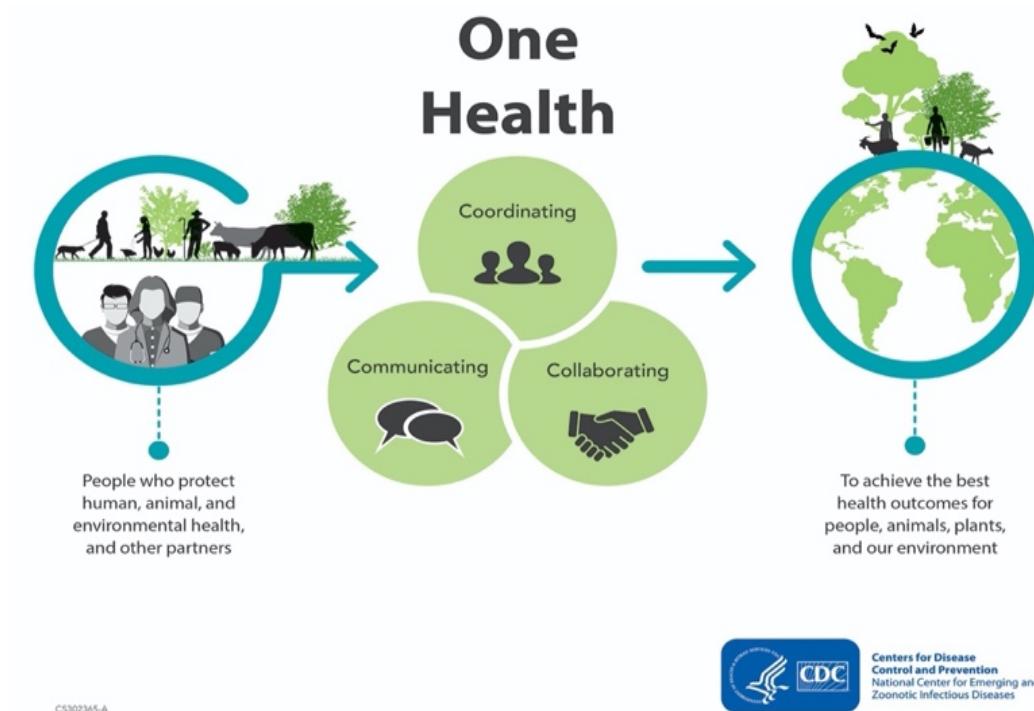 One
Health
Coordinating
Communicating
Collaborating
People who protect
human, animal, and
environmental health,
and other partners
To achieve the best
health outcomes for
people, animals, plants,
and our environment
CDC
Centers for Disease
Control and Prevention
National Center for Emerging and
Zoonotic Infectious Diseases
CS302365-A